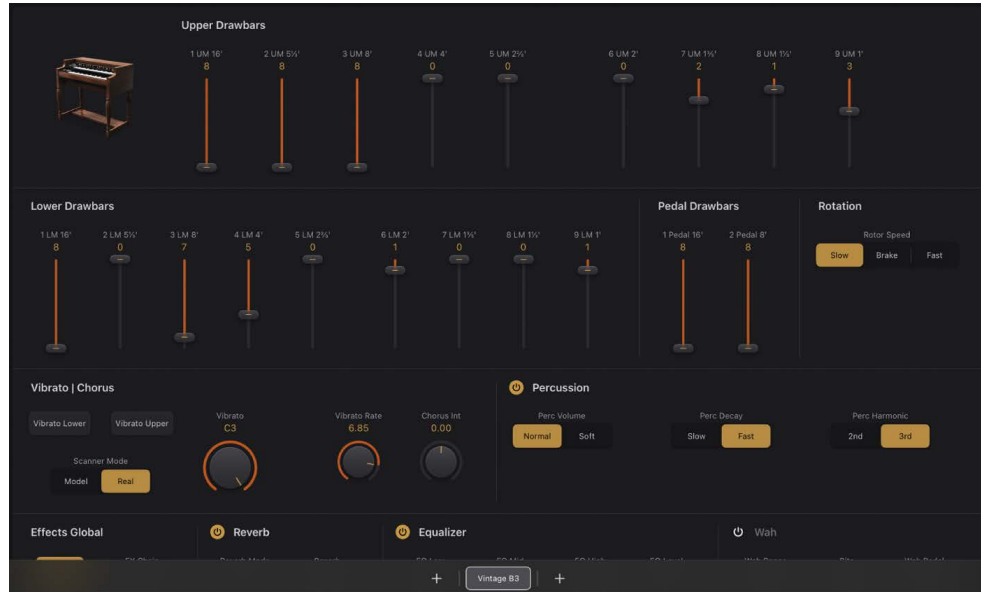 Upper Drawbars
1 UM 16' 2 UM 5⅓' 3 UM 8' 4 UM 4' 5 UM 2⅔' 6 UM 2' 7 UM 1⅗' 8 UM 1⅓' 9 UM 1'
8 8 8 0 0 0 2 1 3
Lower Drawbars Pedal Drawbars Rotation
1 LM 16' 2 LM 5⅓' 3 LM 8' 4 LM 4' 5 LM 2⅔' 6 LM 2' 7 LM 1⅗' 8 LM 1⅓' 9 LM 1' 1 Pedal 16' 2 Pedal 8' Rotor Speed
8 0 7 5 0 1 0 0 1 8 8
Slow Brake Fast
Vibrato | Chorus Percussion
Vibrato Lower Vibrato Upper Vibrato Vibrato Rate Chorus Int Perc Volume Perc Decay Perc Harmonic
C3 6.85 0.00
Normal Soft Slow Fast 2nd 3rd
Scanner Mode
Model Real
Effects Global Reverb Equalizer Wah
+ Vintage B3 +